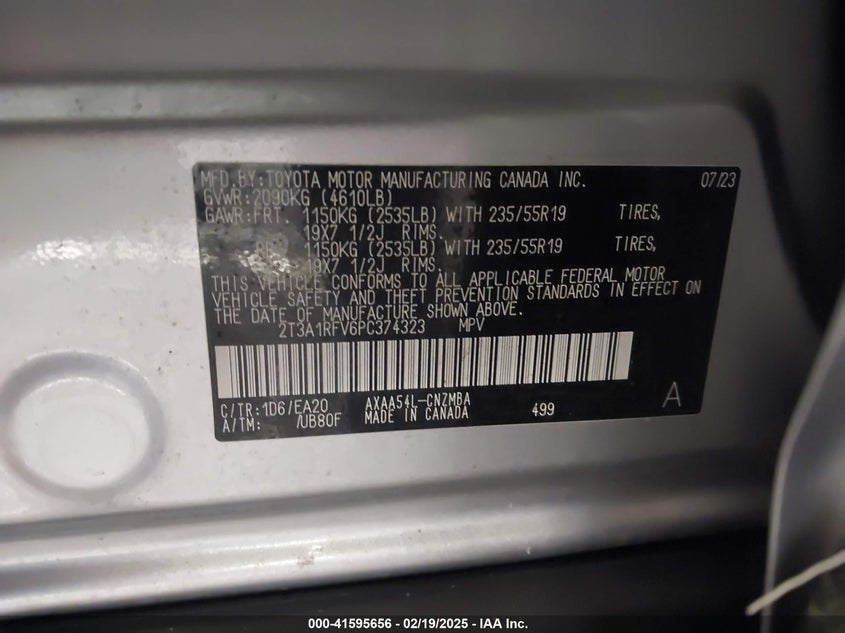 MFD.BY:TOYOTA MOTOR MANUFACTURING CANADA INC. 07/23
GVWR:2090KG (4610LB)
GAWR:FRT. 1150KG (2535LB) WITH 235/55R19 TIRES,
19X7 1/2J RIMS.
RR. 1150KG (2535LB) WITH 235/55R19 TIRES,
19X7 1/2J RIMS.
THIS VEHICLE CONFORMS TO ALL APPLICABLE FEDERAL MOTOR
VEHICLE SAFETY AND THEFT PREVENTION STANDARDS IN EFFECT ON
THE DATE OF MANUFACTURE SHOWN ABOVE.
2T3A1RFV6PC374323 MPV
C/TR:1D6/EA20 AXAA54L-CNZMBA 499 A
A/TM: /UB80F MADE IN CANADA
000-41595656 - 02/19/2025 - IAA Inc.